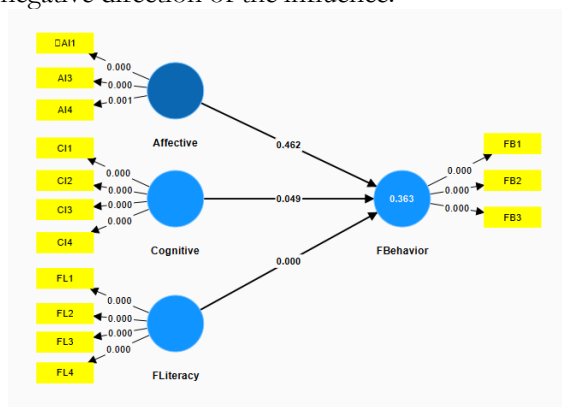 negative direction of the influence.
AI1
0.000
AI3
0.000
AI4
0.001
Affective
0.462
CI1
0.000
CI2
0.000
CI3
0.000
CI4
0.000
Cognitive
0.049
FL1
0.000
FL2
0.000
FL3
0.000
FL4
0.000
FLiteracy
0.000
0.363
FBehavior
FB1
0.000
FB2
0.000
FB3
0.000